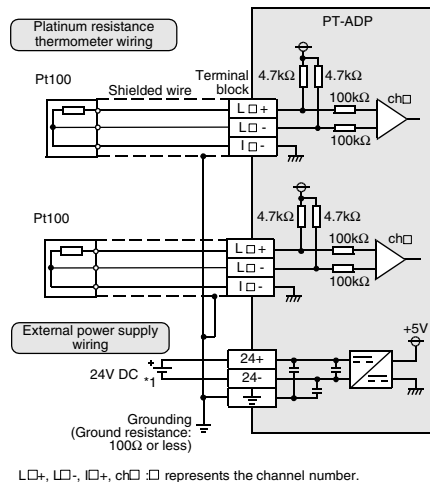 Platinum resistance
thermometer wiring
PT-ADP
Pt100
Shielded wire
Terminal
block
4.7kΩ
4.7kΩ
100kΩ
ch□
L□+
L□-
I□-
100kΩ
Pt100
4.7kΩ
4.7kΩ
100kΩ
ch□
L□+
L□-
I□-
100kΩ
External power supply
wiring
+5V
24V DC
+
*1
24+
24-
Grounding
(Ground resistance:
100Ω or less)
L□+, L□-, I□+, ch□ :□ represents the channel number.